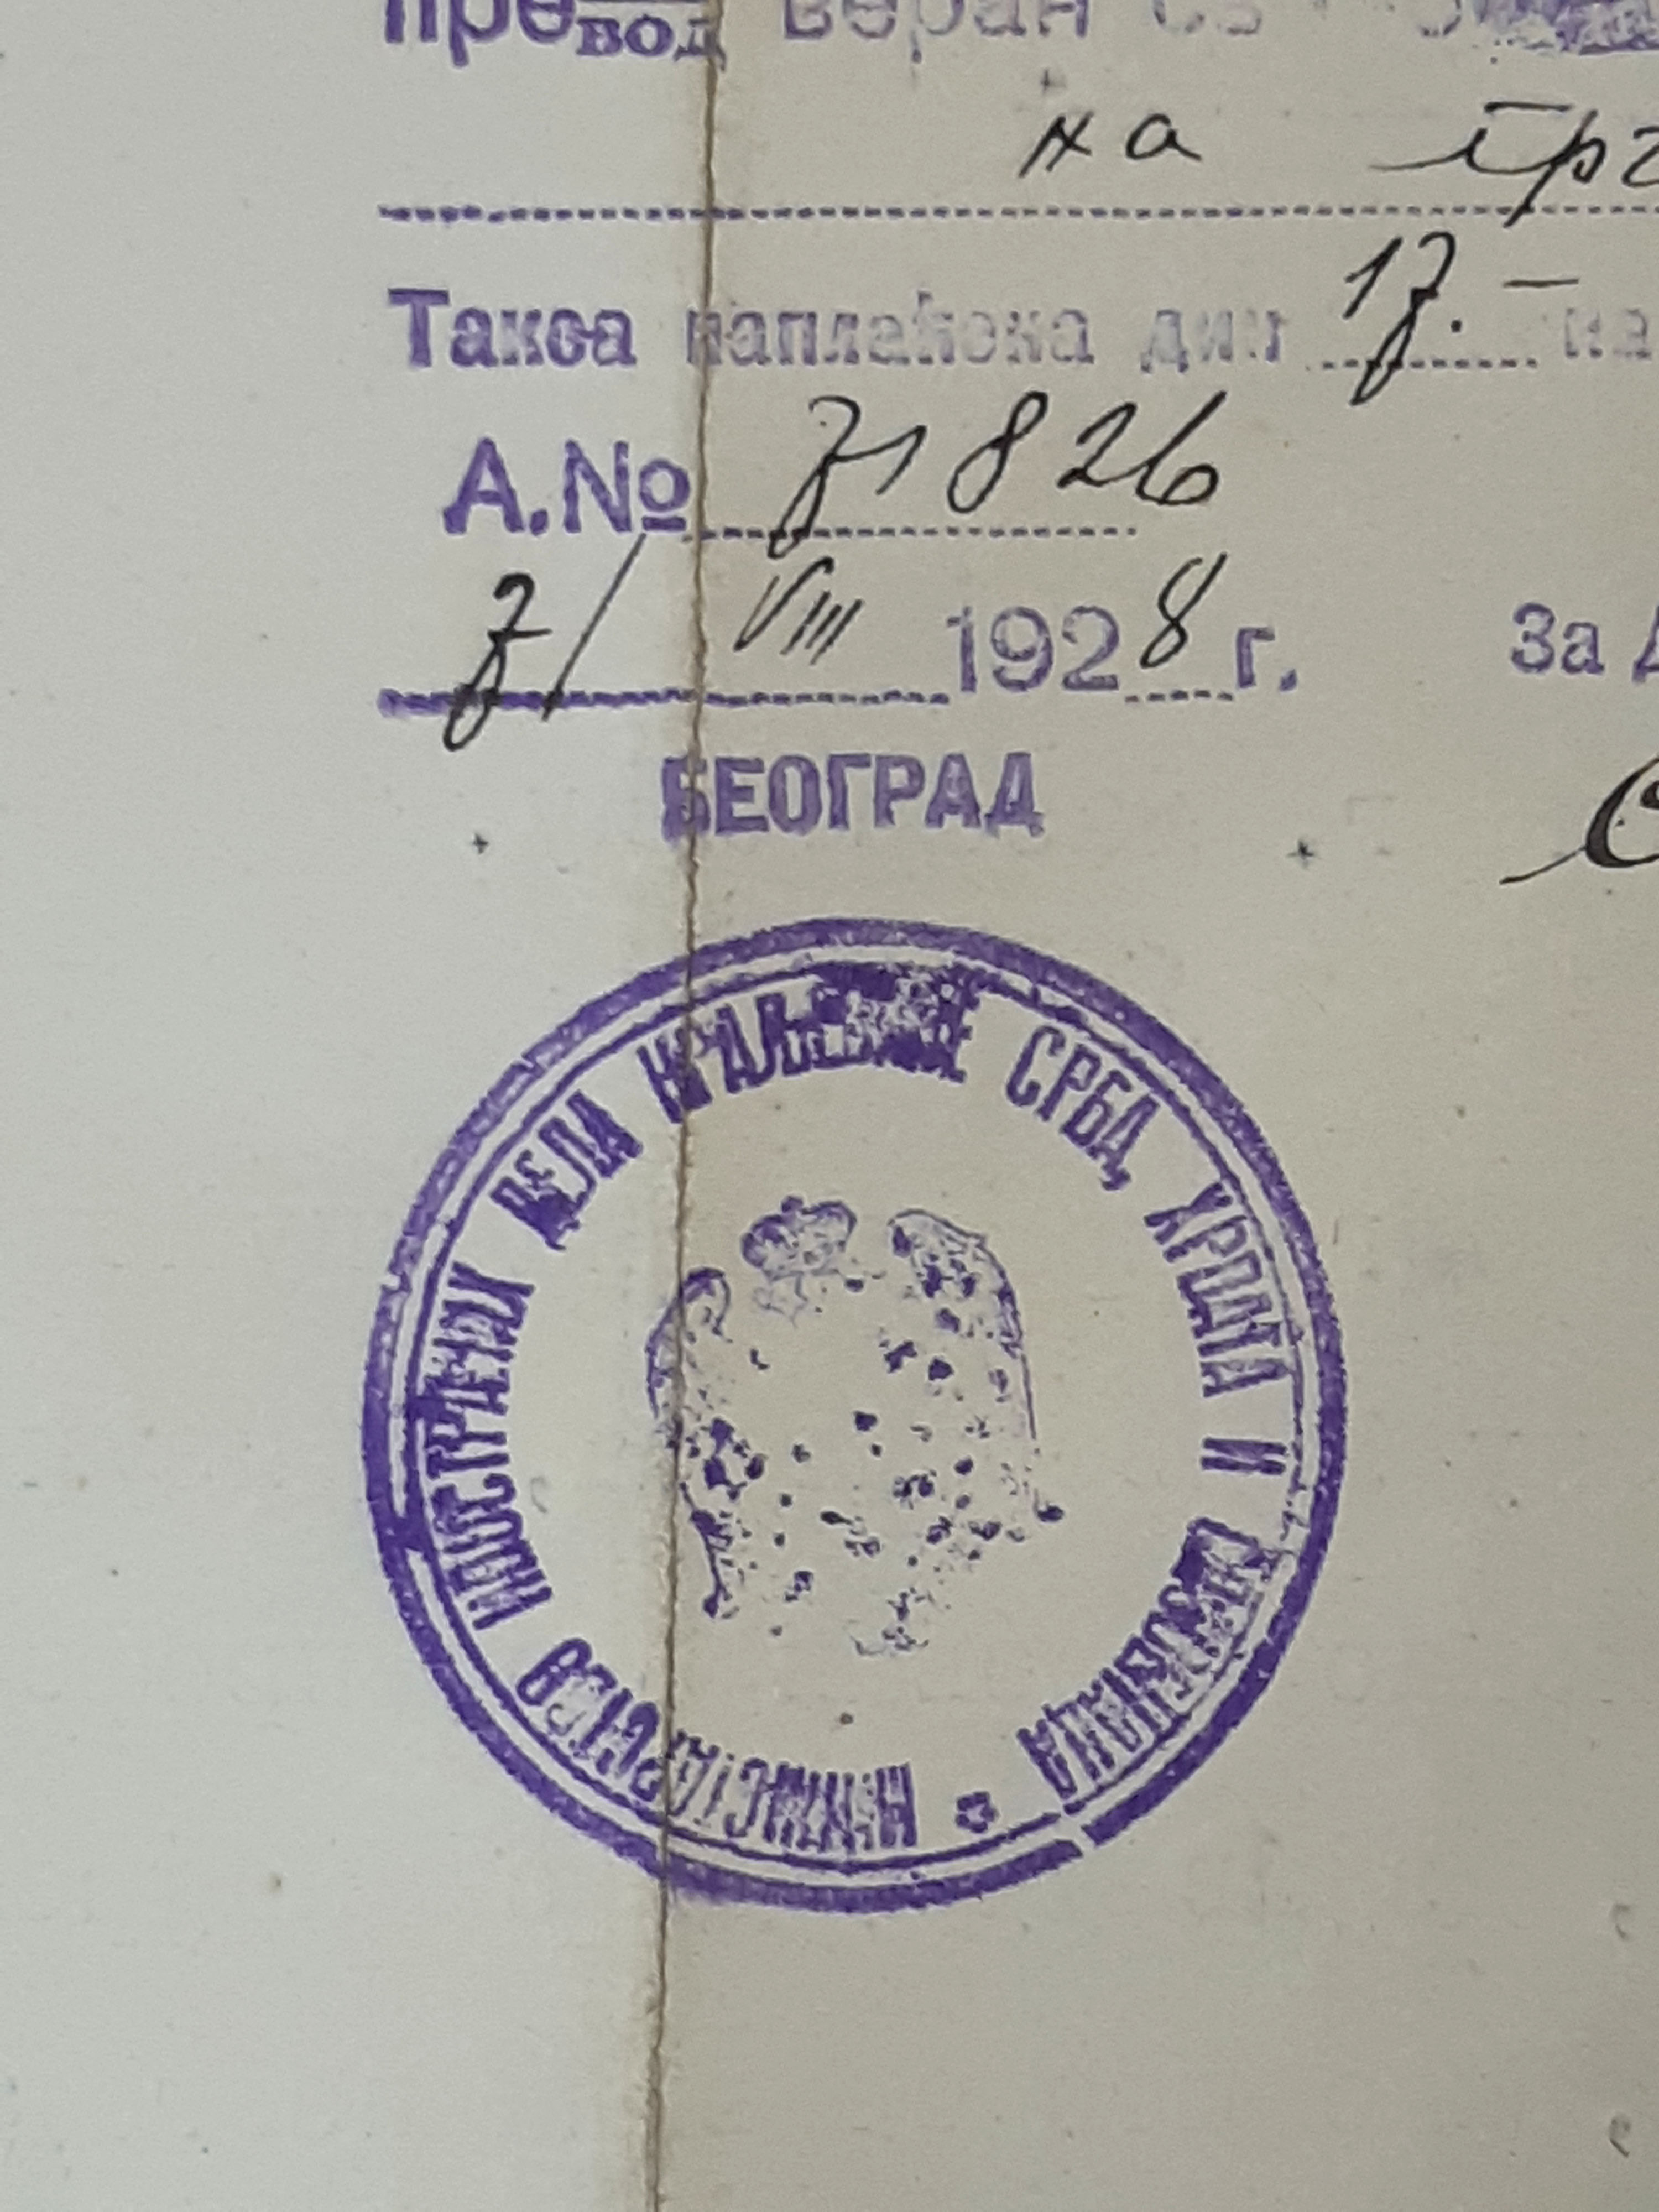 превод веран са
на
Такса наплаћена дин 17.- на
А.№ 71826
7/ VIII 1928 г.
За
БЕОГРАД
МИНИСТАРСТВО ИНОСТРАНИХ ДЕЛА КРАЉЕВИНЕ СРБА, ХРВАТА И СЛОВЕНАЦА